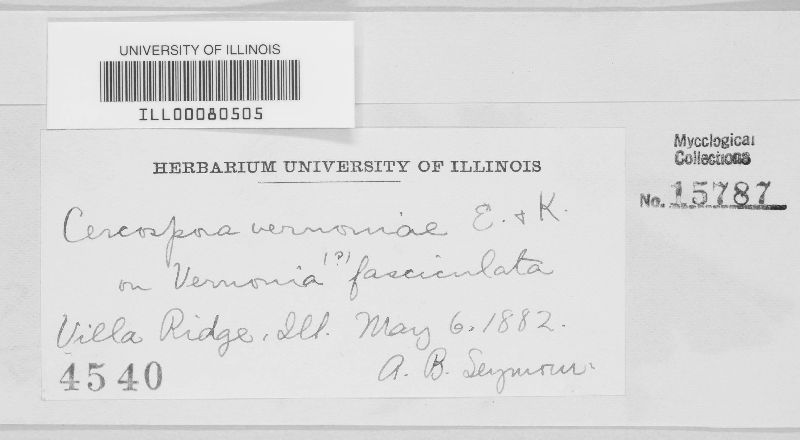 UNIVERSITY OF ILLINOIS
ILL00080505
HERBARIUM UNIVERSITY OF ILLINOIS
Mycological
Collections
No. 15787
Cercospora vernoniae E. & K.
on Vernonia (?) fasciculata
Villa Ridge, Ill. May 6, 1882.
4540
A. B. Seymour.